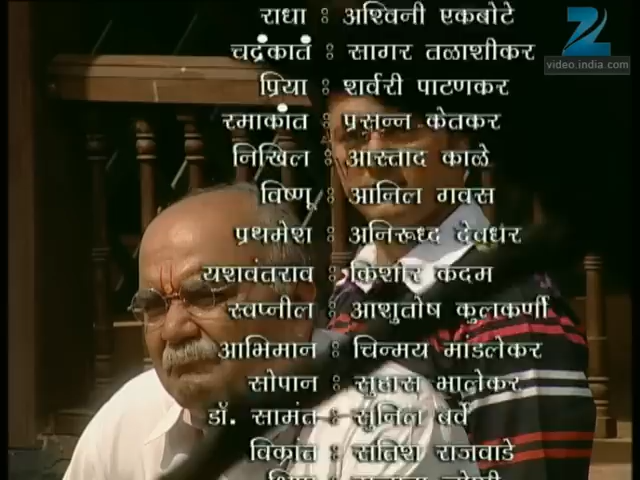 राधा : अश्विनी एकबोटे
चद्रंकातं : सागर तळाशीकर
video.india.com
प्रिया : शर्वरी पाटणकर
रमाकांत : प्रसन्न केतकर
निखिल : आस्ताद काळे
विष्णू : अनिल गवस
प्रथमेश : अनिरूध्द देवधर
यशवंतराव : किशोर कदम
स्वप्नील : आशुतोष कुलकर्णी
अभिमान : चिन्मय मांडलेकर
सोपान : सुहास भालेकर
डॉ. सामंत : सुनिल बर्वे
विक्रांत : सतिश राजवाडे